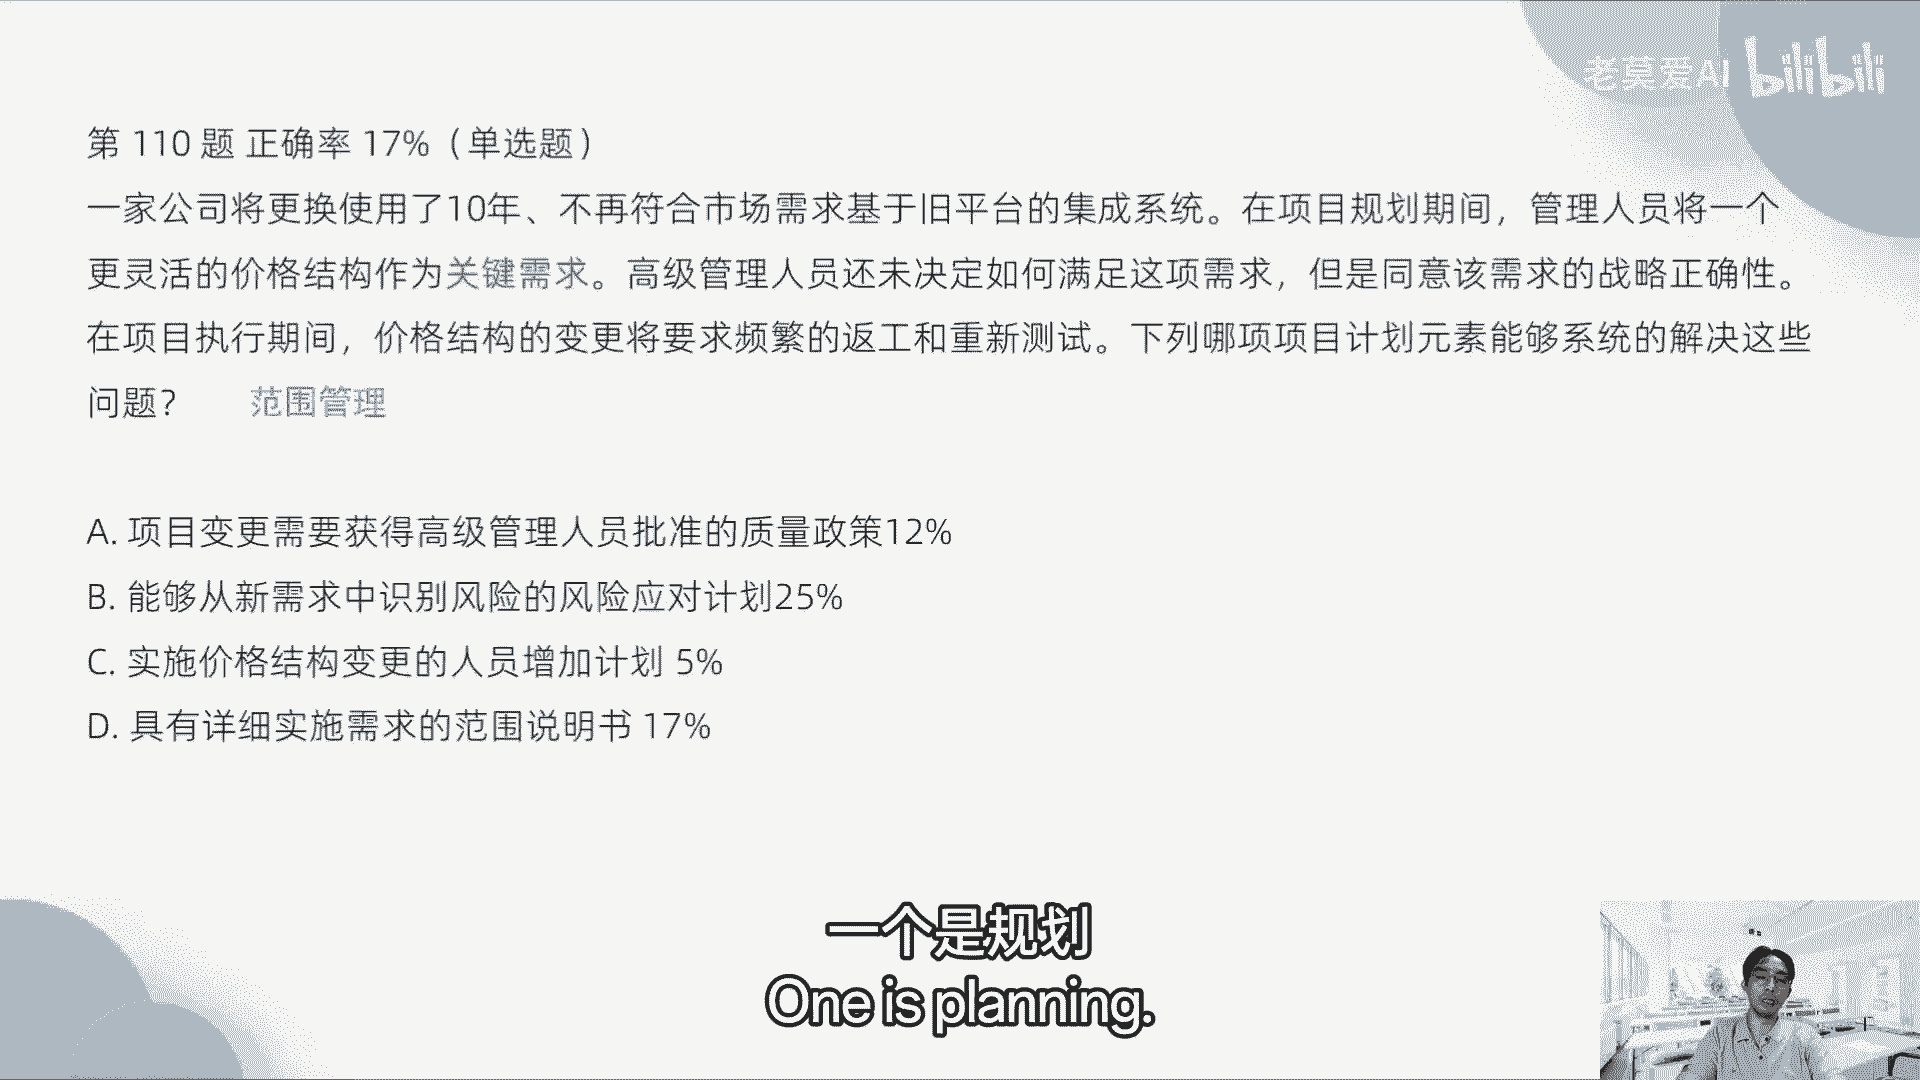 老莫爱AI bilibili
第 110 题 正确率 17%（单选题）
一家公司将更换使用了10年、不再符合市场需求基于旧平台的集成系统。在项目规划期间，管理人员将一个
更灵活的价格结构作为关键需求。高级管理人员还未决定如何满足这项需求，但是同意该需求的战略正确性。
在项目执行期间，价格结构的变更将要求频繁的返工和重新测试。下列哪项项目计划元素能够系统的解决这些
问题？ 范围管理
A. 项目变更需要获得高级管理人员批准的质量政策12%
B. 能够从新需求中识别风险的风险应对计划25%
C. 实施价格结构变更的人员增加计划 5%
D. 具有详细实施需求的范围说明书 17%
一个是规划
One is planning.